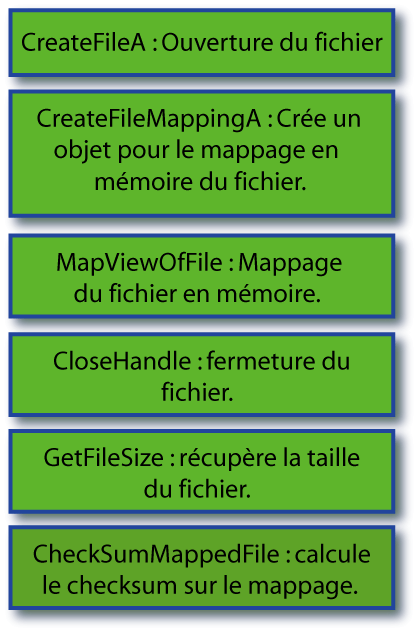 CreateFileA : Ouverture du fichier
CreateFileMappingA : Crée un
objet pour le mappage en
mémoire du fichier.
MapViewOfFile : Mappage
du fichier en mémoire.
CloseHandle : fermeture du
fichier.
GetFileSize : récupère la taille
du fichier.
CheckSumMappedFile : calcule
le checksum sur le mappage.